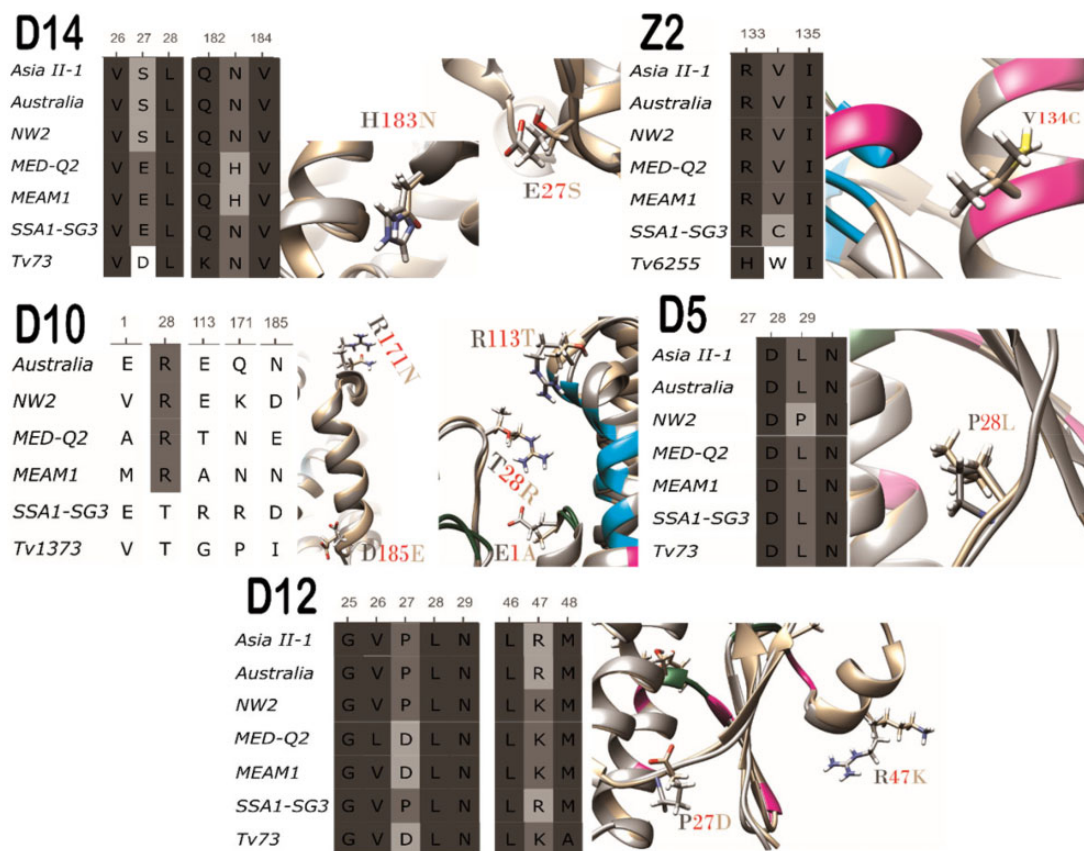 D14
26 27 28 182 184
Asia II-1 V S L Q N V
Australia V S L Q N V
NW2 V S L Q N V
MED-Q2 V E L Q H V
MEAM1 V E L Q H V
SSA1-SG3 V E L Q N V
Tv73 V D L K N V
H183N
E27S
Z2
133 135
Asia II-1 R V I
Australia R V I
NW2 R V I
MED-Q2 R V I
MEAM1 R V I
SSA1-SG3 R C I
Tv6255 H W I
V134C
D10
1 28 113 171 185
Australia E R E Q N
NW2 V R E K D
MED-Q2 A R T N E
MEAM1 M R A N N
SSA1-SG3 E T R R D
Tv1373 V T G P I
R171N
D185E
R113T
T28R
E1A
D5
27 28 29
Asia II-1 D L N
Australia D L N
NW2 D P N
MED-Q2 D L N
MEAM1 D L N
SSA1-SG3 D L N
Tv73 D L N
P28L
D12
25 26 27 28 29 46 47 48
Asia II-1 G V P L N L R M
Australia G V P L N L R M
NW2 G V P L N L K M
MED-Q2 G L D L N L K M
MEAM1 G V D L N L K M
SSA1-SG3 G V P L N L R M
Tv73 G V D L N L K A
P27D
R47K